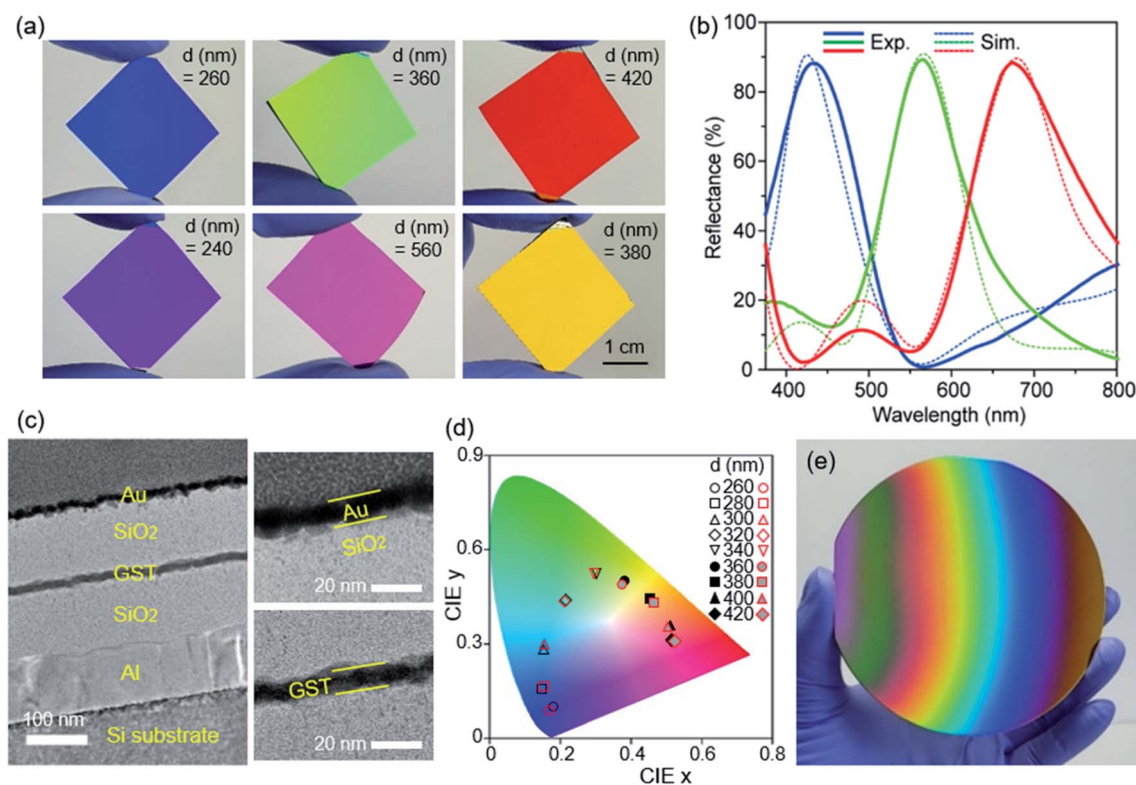 (a)
d (nm)
= 260
d (nm)
= 360
d (nm)
= 420
d (nm)
= 240
d (nm)
= 560
d (nm)
= 380
1 cm
(b)
Reflectance (%)
100
80
60
40
20
0
Exp.
Sim.
400
500
600
700
800
Wavelength (nm)
(c)
Au
SiO2
GST
SiO2
Al
100 nm
Si substrate
Au
SiO2
20 nm
GST
20 nm
(d)
CIE y
0.9
0.6
0.3
0
d (nm)
260
280
300
320
340
360
380
400
420
0
0.2
0.4
0.6
0.8
CIE x
(e)